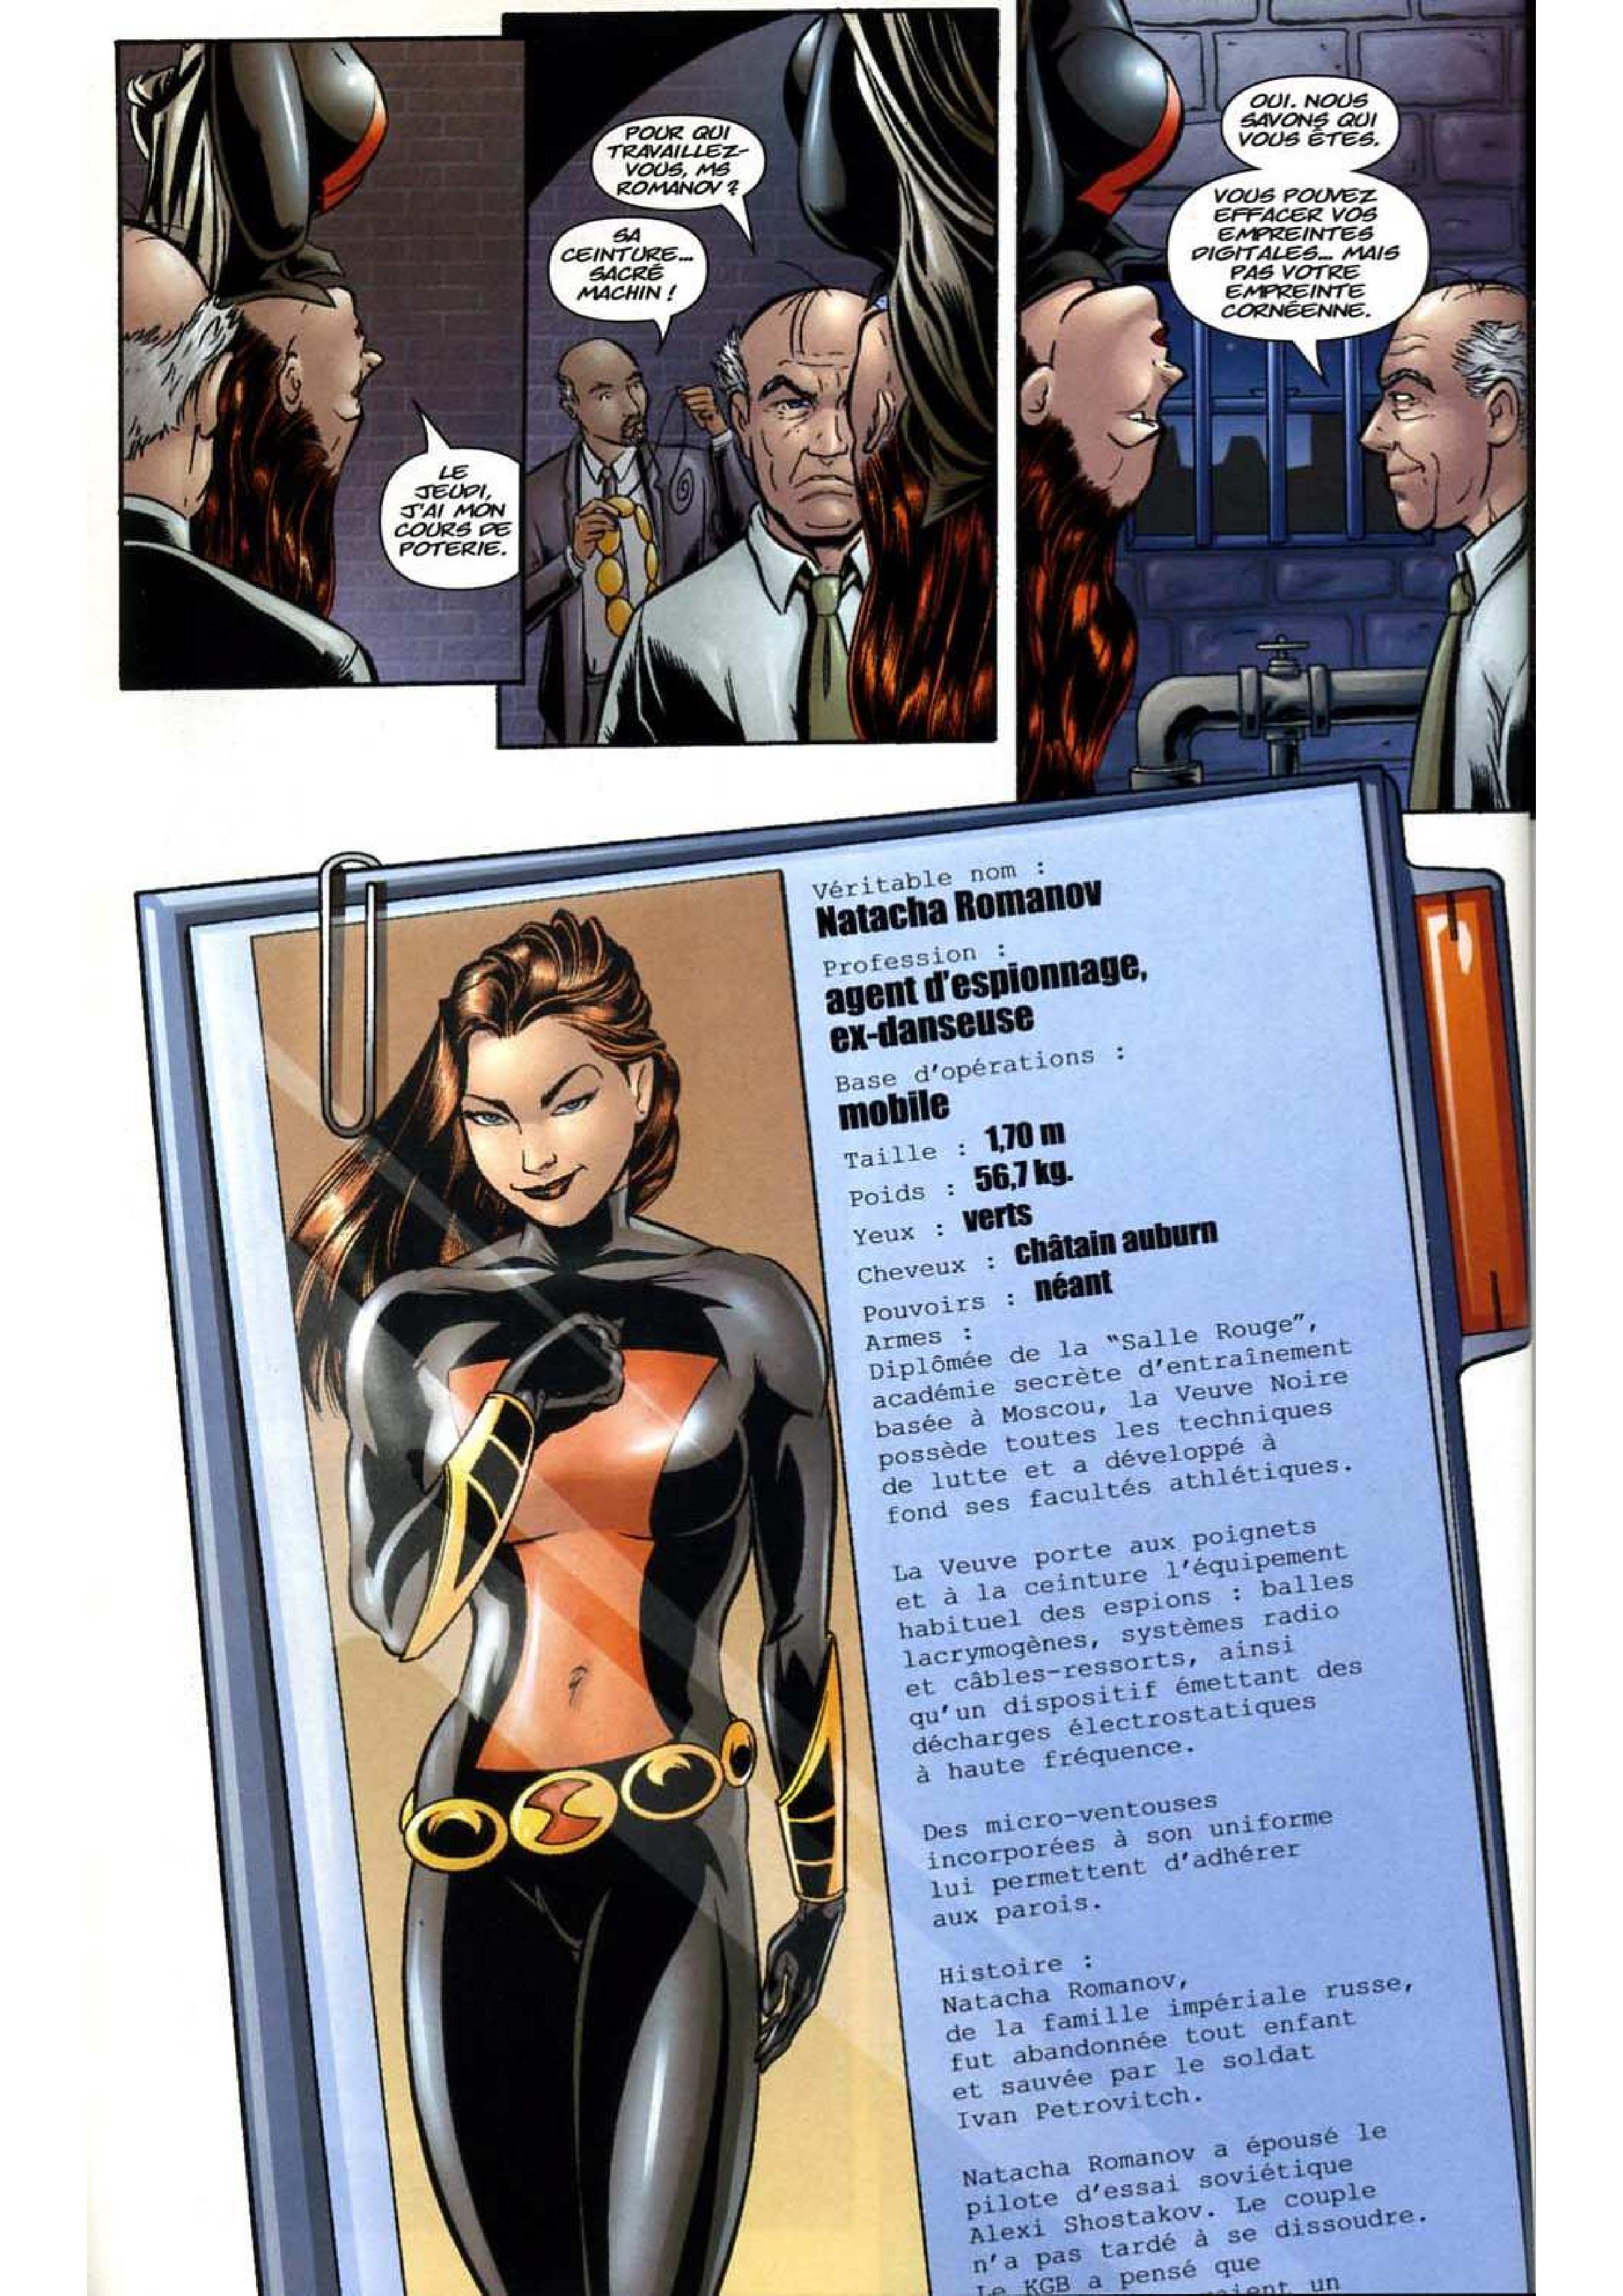 LE
JEUDI,
J'AI MON
COURS DE
POTERIE.
POUR QUI
TRAVAILLEZ-
VOUS, MS
ROMANOV ?
SA
CEINTURE...
SACRÉ
MACHIN !
OUI. NOUS
SAVONS QUI
VOUS ÊTES.
VOUS POUVEZ
EFFACER VOS
EMPREINTES
DIGITALES... MAIS
PAS VOTRE
EMPREINTE
CORNÉENNE.
Véritable nom :
Natacha Romanov
Profession :
agent d'espionnage,
ex-danseuse
Base d'opérations :
mobile
Taille : 1,70 m
Poids : 56,7 kg.
Yeux : verts
Cheveux : châtain auburn
Pouvoirs : néant
Armes :
Diplômée de la "Salle Rouge",
académie secrète d'entraînement
basée à Moscou, la Veuve Noire
possède toutes les techniques
de lutte et a développé à
fond ses facultés athlétiques.
La Veuve porte aux poignets
et à la ceinture l'équipement
habituel des espions : balles
lacrymogènes, systèmes radio
et câbles-ressorts, ainsi
qu'un dispositif émettant des
décharges électrostatiques
à haute fréquence.
Des micro-ventouses
incorporées à son uniforme
lui permettent d'adhérer
aux parois.
Histoire :
Natacha Romanov,
de la famille impériale russe,
fut abandonnée tout enfant
et sauvée par le soldat
Ivan Petrovitch.
Natacha Romanov a épousé le
pilote d'essai soviétique
Alexi Shostakov. Le couple
n'a pas tardé à se dissoudre.
Le KGB a pensé que
un